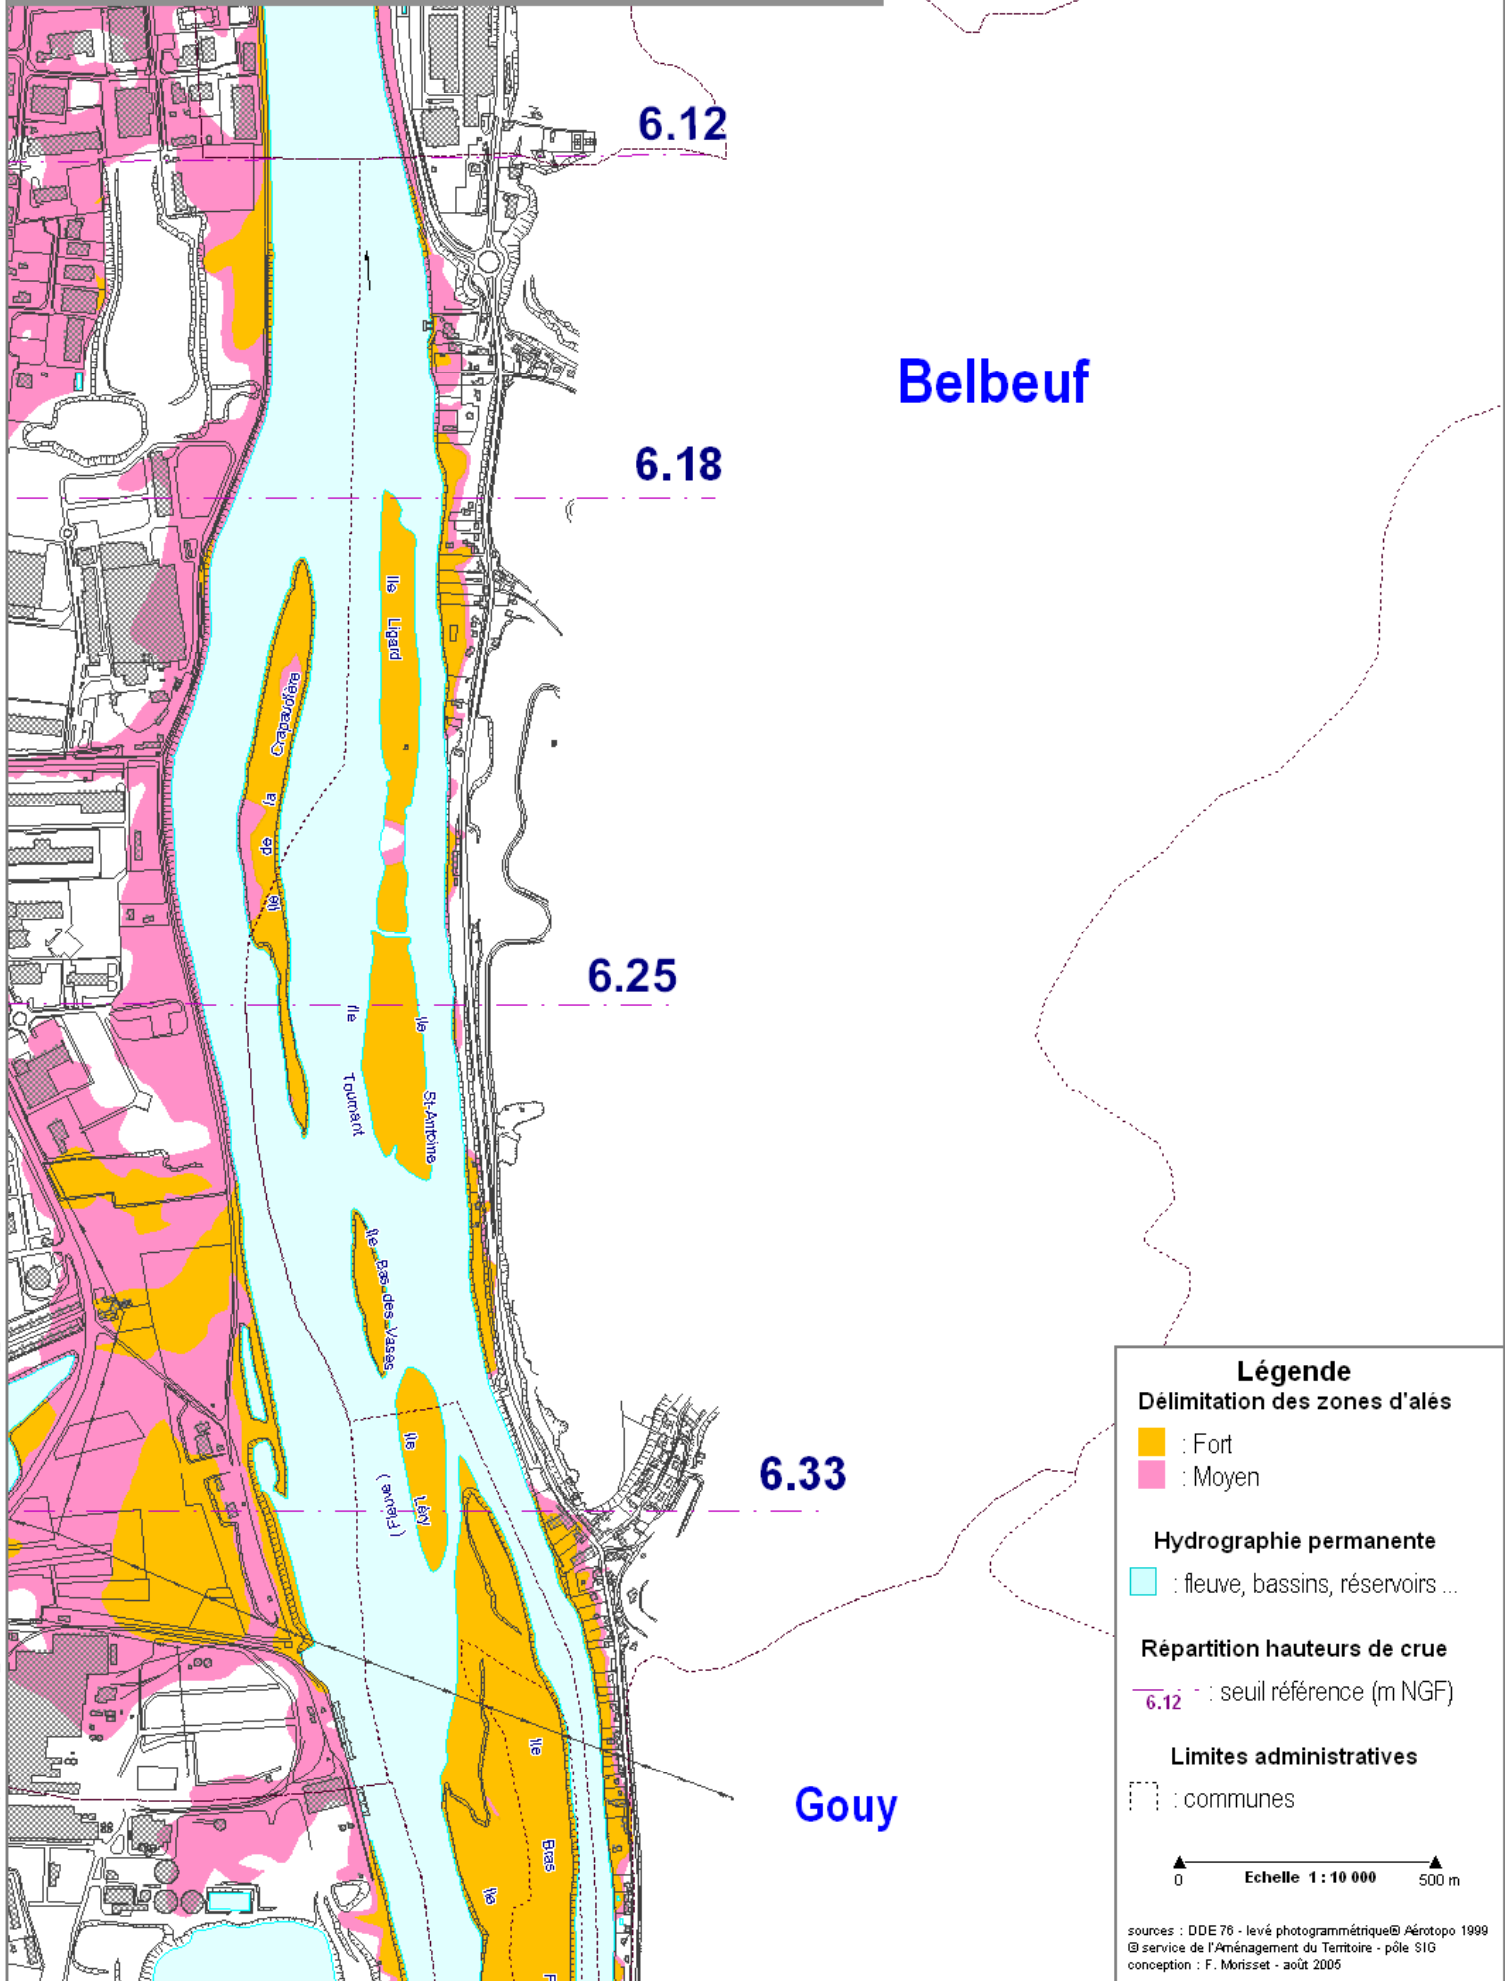 6.12
Belbeuf
6.18
Ile Ligard
Ile de la Crapaudière
6.25
Ile Tournant
Ile St-Antoine
Ile Bas des Vases
Ile Léry
( Fleuve )
6.33
Gouy
Ile
Bras
Ile
F
Légende
Délimitation des zones d'alés
: Fort
: Moyen
Hydrographie permanente
: fleuve, bassins, réservoirs ...
Répartition hauteurs de crue
6.12 : seuil référence (m NGF)
Limites administratives
: communes
0 Echelle 1 : 10 000 500 m
sources : DDE 76 - levé photogrammétrique® Aérotopo 1999
© service de l'Aménagement du Territoire - pôle SIG
conception : F. Morisset - août 2005